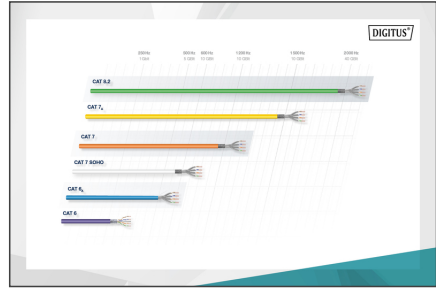 DIGITUS®
250 Hz 500 Hz 600 Hz 1.000 Hz 1.500 Hz 2.000 Hz
CAT 8.2
CAT 7A
CAT 7
CAT 7 SOHO
CAT 6A
CAT 6